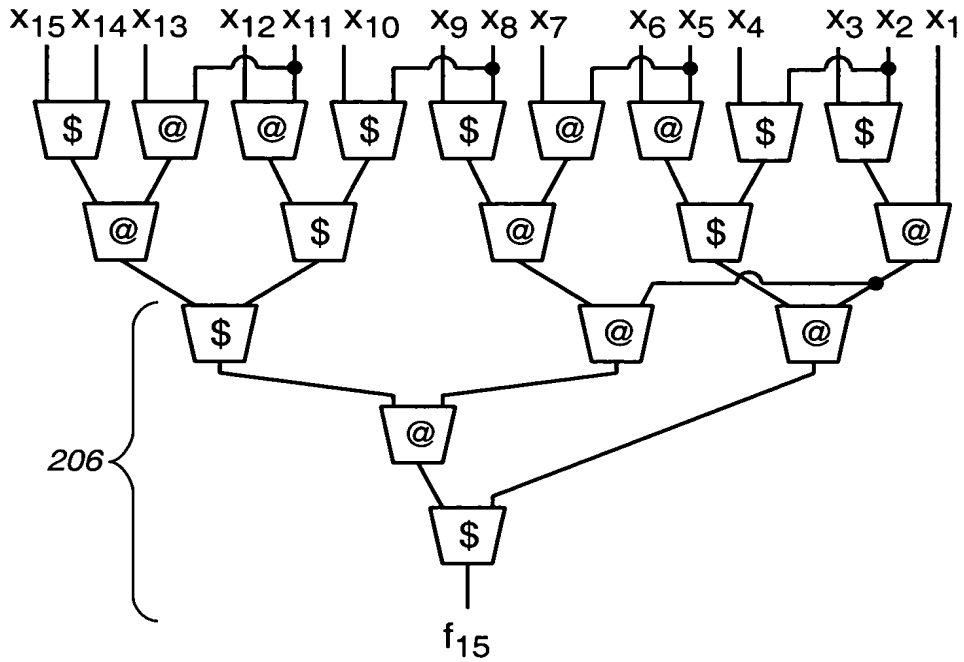 x15 x14 x13 x12 x11 x10 x9 x8 x7 x6 x5 x4 x3 x2 x1
$ @ @ $ $ @ @ $ $
@ $ @ $ @
$ @ @
@
206
$
f15